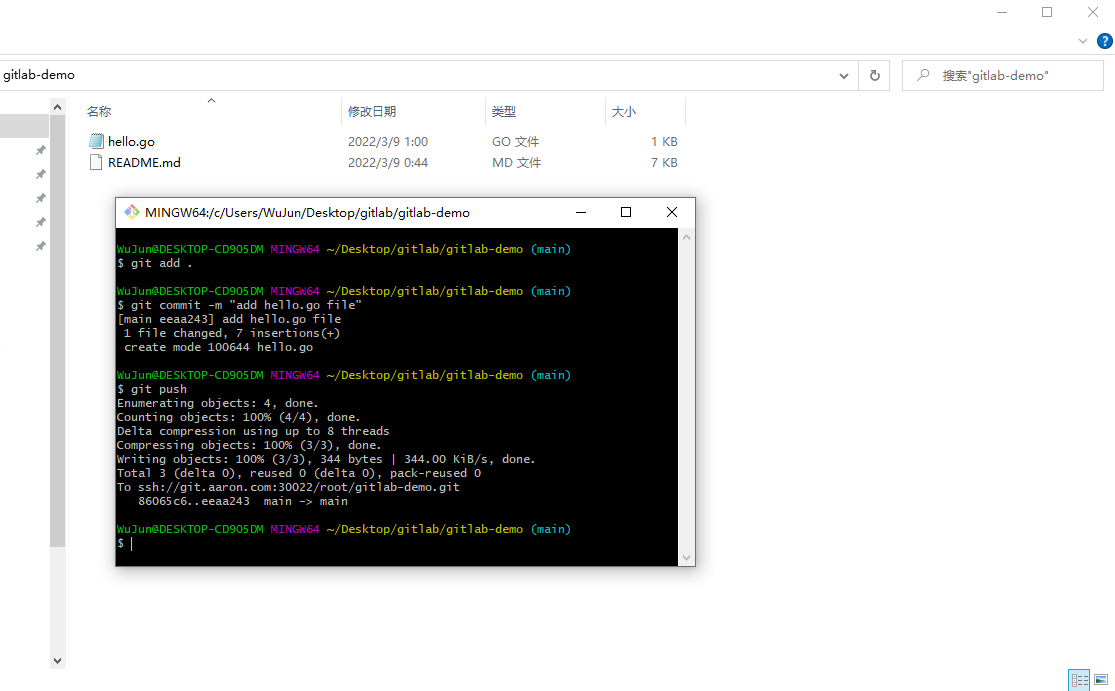 ?
gitlab-demo
搜索"gitlab-demo"
名称 修改日期 类型 大小
hello.go 2022/3/9 1:00 GO 文件 1 KB
README.md 2022/3/9 0:44 MD 文件 7 KB
MINGW64:/c/Users/WuJun/Desktop/gitlab/gitlab-demo
WuJun@DESKTOP-CD9O5DM MINGW64 ~/Desktop/gitlab/gitlab-demo (main)
$ git add .
WuJun@DESKTOP-CD9O5DM MINGW64 ~/Desktop/gitlab/gitlab-demo (main)
$ git commit -m "add hello.go file"
[main eeaa243] add hello.go file
 1 file changed, 7 insertions(+)
 create mode 100644 hello.go
WuJun@DESKTOP-CD9O5DM MINGW64 ~/Desktop/gitlab/gitlab-demo (main)
$ git push
Enumerating objects: 4, done.
Counting objects: 100% (4/4), done.
Delta compression using up to 8 threads
Compressing objects: 100% (3/3), done.
Writing objects: 100% (3/3), 344 bytes | 344.00 KiB/s, done.
Total 3 (delta 0), reused 0 (delta 0), pack-reused 0
To ssh://git.aaron.com:30022/root/gitlab-demo.git
   86065c6..eeaa243  main -> main
WuJun@DESKTOP-CD9O5DM MINGW64 ~/Desktop/gitlab/gitlab-demo (main)
$